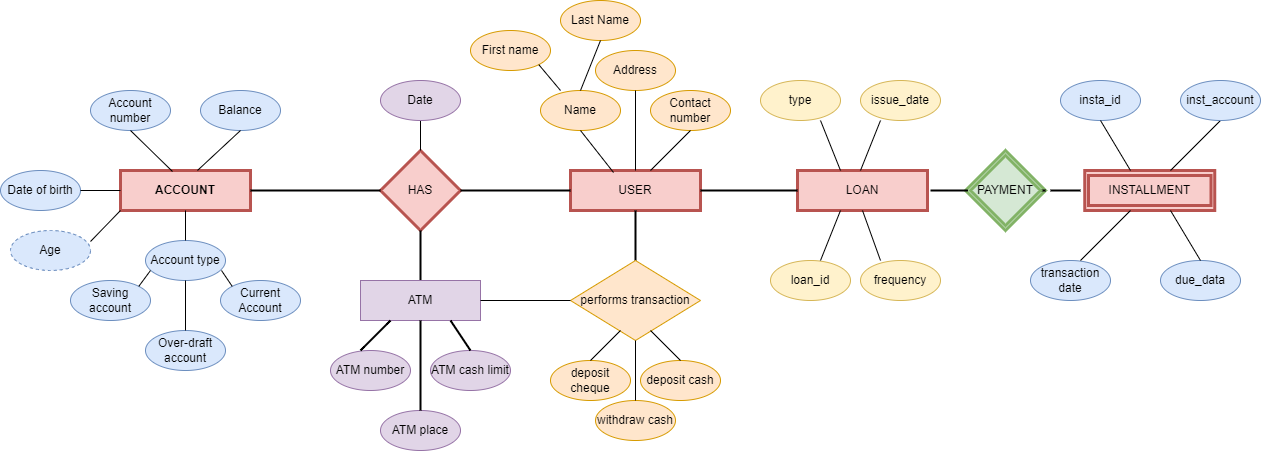 Last Name
First name
Address
Name
Contact
number
Date
Account
number
Balance
type
issue_date
insta_id
inst_account
Date of birth
ACCOUNT
HAS
USER
LOAN
PAYMENT
INSTALLMENT
Age
Account type
Saving
account
Current
Account
Over-draft
account
ATM
performs transaction
loan_id
frequency
transaction
date
due_data
ATM number
ATM cash limit
ATM place
deposit
cheque
deposit cash
withdraw cash